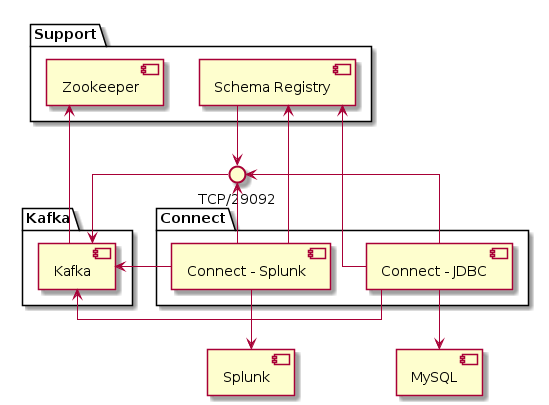 Support
Zookeeper
Schema Registry
TCP/29092
Kafka
Connect
Kafka
Connect - Splunk
Connect - JDBC
Splunk
MySQL